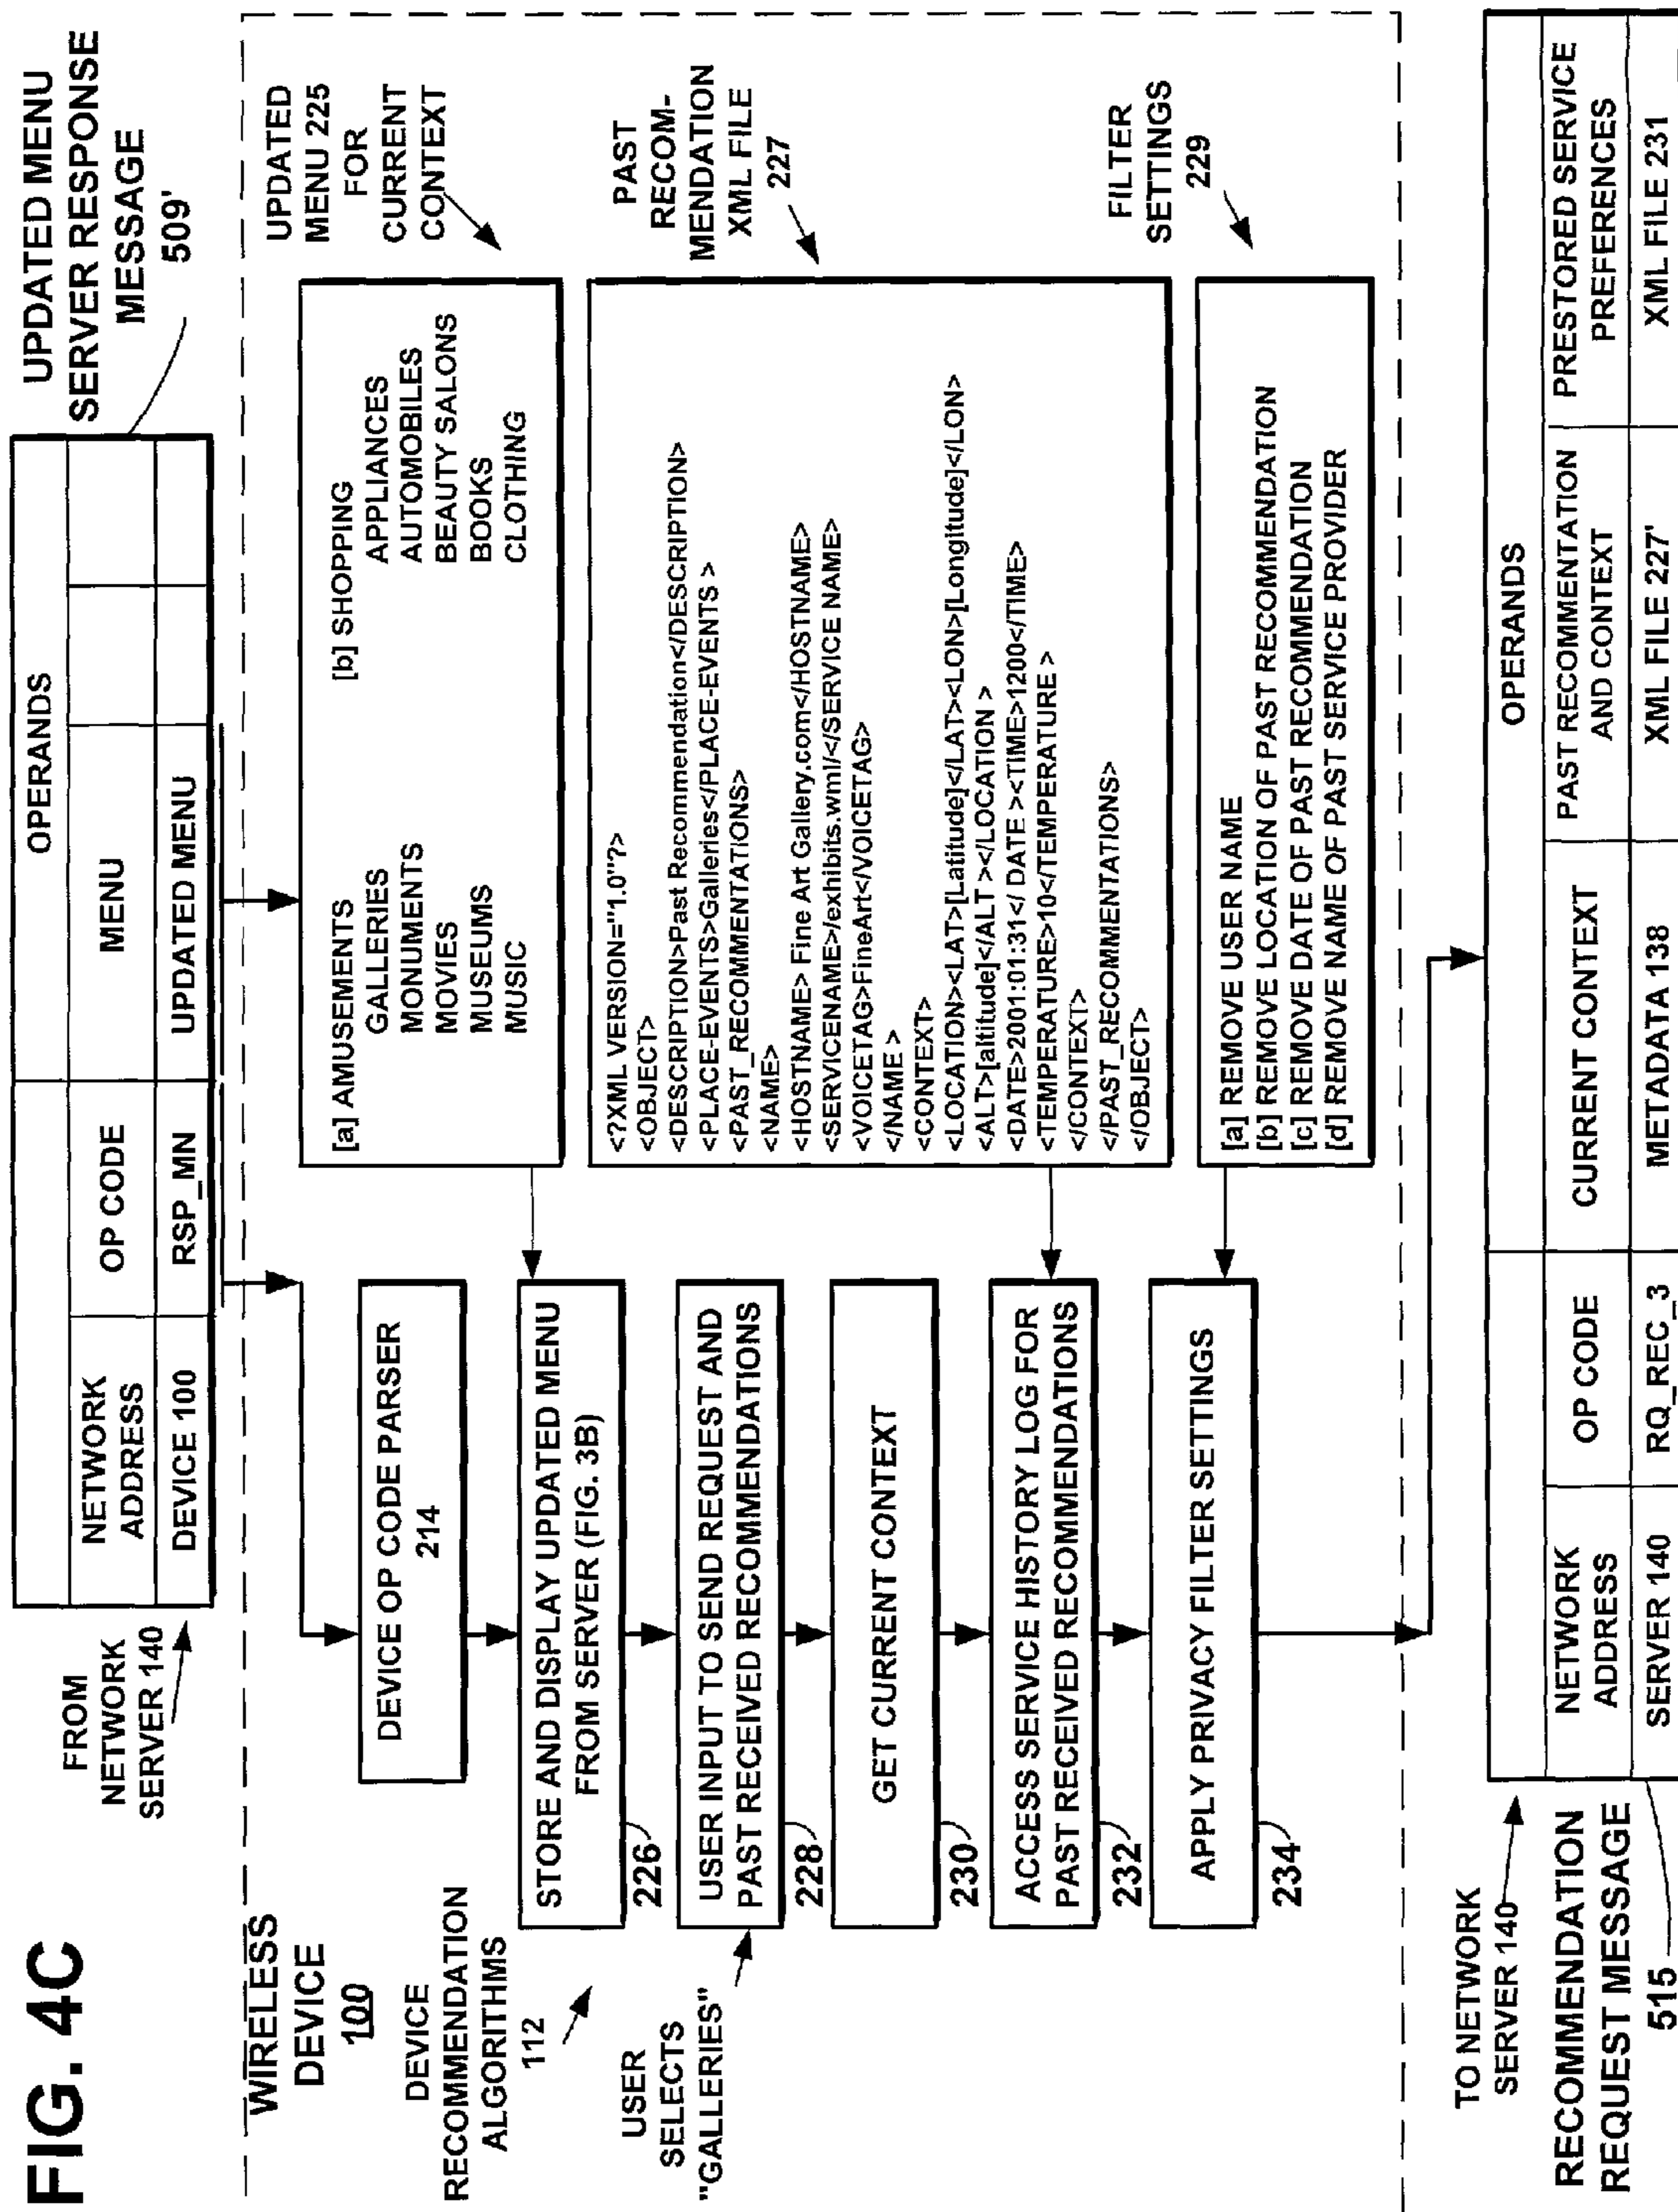 FIG. 4C
FROM
NETWORK
SERVER 140
OPERANDS
NETWORK
ADDRESS
OP CODE
MENU
DEVICE 100
RSP_MN
UPDATED MENU
UPDATED MENU
SERVER RESPONSE
MESSAGE
509'
WIRELESS
DEVICE
100
DEVICE
RECOMMENDATION
ALGORITHMS
112
USER
SELECTS
"GALLERIES"
DEVICE OP CODE PARSER
214
STORE AND DISPLAY UPDATED MENU
FROM SERVER (FIG. 3B)
226
USER INPUT TO SEND REQUEST AND
PAST RECEIVED RECOMMENDATIONS
228
GET CURRENT CONTEXT
230
ACCESS SERVICE HISTORY LOG FOR
PAST RECEIVED RECOMMENDATIONS
232
APPLY PRIVACY FILTER SETTINGS
234
[a] AMUSEMENTS
GALLERIES
MONUMENTS
MOVIES
MUSEUMS
MUSIC
[b] SHOPPING
APPLIANCES
AUTOMOBILES
BEAUTY SALONS
BOOKS
CLOTHING
UPDATED
MENU 225
FOR
CURRENT
CONTEXT
<?XML VERSION="1.0"?>
<OBJECT>
<DESCRIPTION>Past Recommendation</DESCRIPTION>
<PLACE-EVENTS>Galleries</PLACE-EVENTS >
<PAST_RECOMMENTATIONS>
<NAME>
<HOSTNAME> Fine Art Gallery.com</HOSTNAME>
<SERVICENAME>/exhibits.wml/</SERVICE NAME>
<VOICETAG>FineArt</VOICETAG>
</NAME >
<CONTEXT>
<LOCATION><LAT>[Latitude]</LAT><LON>[Longitude]</LON>
<ALT>[altitude]</ALT ></LOCATION >
<DATE>2001:01:31</ DATE ><TIME>1200</TIME>
<TEMPERATURE>10</TEMPERATURE >
</CONTEXT>
</PAST_RECOMMENTATIONS>
</OBJECT>
PAST
RECOM-
MENDATION
XML FILE
227
[a] REMOVE USER NAME
[b] REMOVE LOCATION OF PAST RECOMMENDATION
[c] REMOVE DATE OF PAST RECOMMENDATION
[d] REMOVE NAME OF PAST SERVICE PROVIDER
FILTER
SETTINGS
229
TO NETWORK
SERVER 140
RECOMMENDATION
REQUEST MESSAGE
515
OPERANDS
NETWORK
ADDRESS
OP CODE
CURRENT CONTEXT
PAST RECOMMENTATION
AND CONTEXT
PRESTORED SERVICE
PREFERENCES
SERVER 140
RQ_REC_3
METADATA 138
XML FILE 227'
XML FILE 231